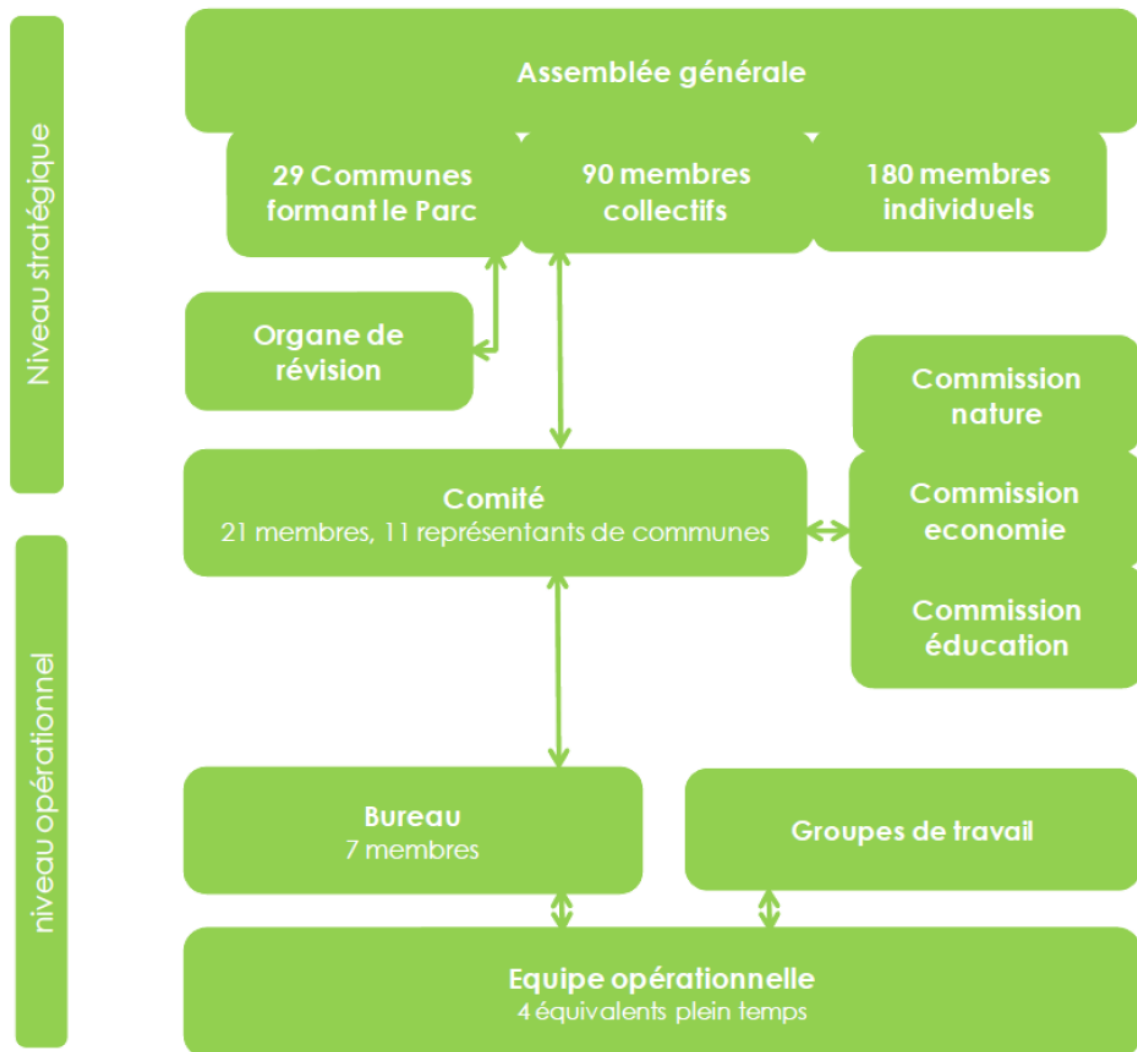 Niveau stratégique
Assemblée générale
29 Communes
formant le Parc
90 membres
collectifs
180 membres
individuels
Organe de
révision
Commission
nature
Comité
21 membres, 11 représentants de communes
Commission
economie
Commission
éducation
niveau opérationnel
Bureau
7 membres
Groupes de travail
Equipe opérationnelle
4 équivalents plein temps